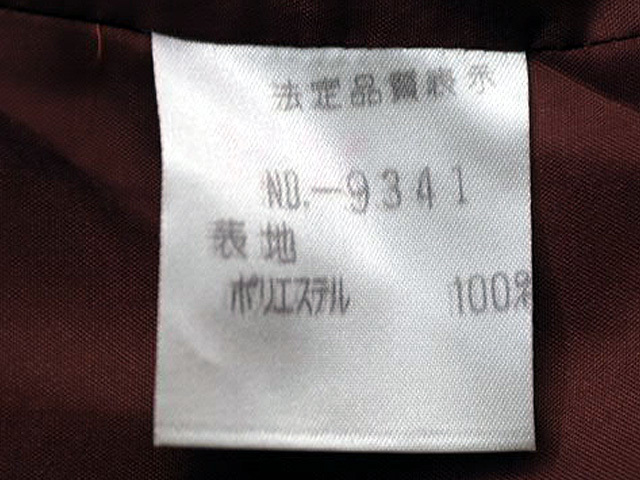 法定品質表示
NO.-9341
表地
ポリエステル 100%